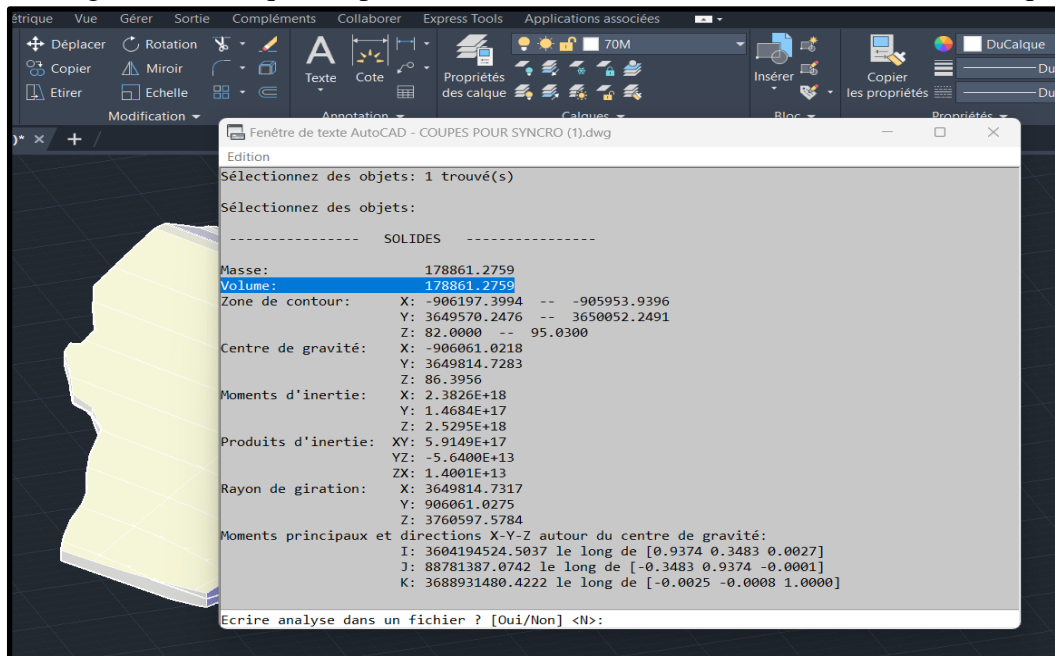 étrique Vue Gérer Sortie Compléments Collaborer Express Tools Applications associées
Déplacer Rotation 70M DuCalque
Copier Miroir Texte Cote Propriétés des calque Insérer Copier les propriétés Du
Etirer Echelle Du
Modification Annotation Calques Bloc Propriétés
)* × + /
Fenêtre de texte AutoCAD - COUPES POUR SYNCRO (1).dwg
Edition
Sélectionnez des objets: 1 trouvé(s)
Sélectionnez des objets:
---------------- SOLIDES ----------------
Masse: 178861.2759
Volume: 178861.2759
Zone de contour: X: -906197.3994 -- -905953.9396
Y: 3649570.2476 -- 3650052.2491
Z: 82.0000 -- 95.0300
Centre de gravité: X: -906061.0218
Y: 3649814.7283
Z: 86.3956
Moments d'inertie: X: 2.3826E+18
Y: 1.4684E+17
Z: 2.5295E+18
Produits d'inertie: XY: 5.9149E+17
YZ: -5.6400E+13
ZX: 1.4001E+13
Rayon de giration: X: 3649814.7317
Y: 906061.0275
Z: 3760597.5784
Moments principaux et directions X-Y-Z autour du centre de gravité:
I: 3604194524.5037 le long de [0.9374 0.3483 0.0027]
J: 88781387.0742 le long de [-0.3483 0.9374 -0.0001]
K: 3688931480.4222 le long de [-0.0025 -0.0008 1.0000]
Ecrire analyse dans un fichier ? [Oui/Non] <N>: